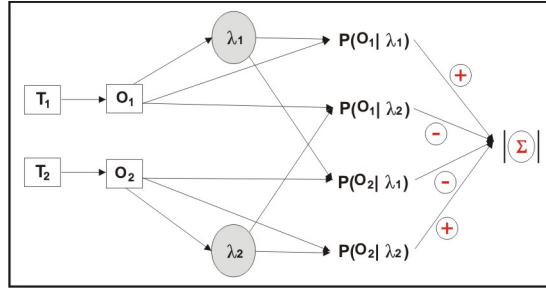 λ1
P(O1| λ1)
+
T1
O1
P(O1| λ2)
−
|Σ|
T2
O2
P(O2| λ1)
−
+
λ2
P(O2| λ2)